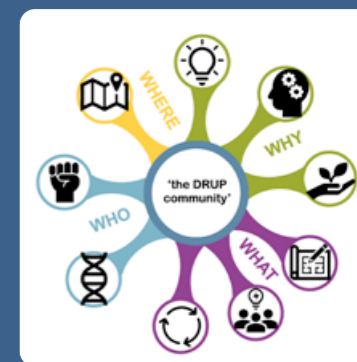 WHERE
WHY
'the DRUP
community'
WHO
WHAT